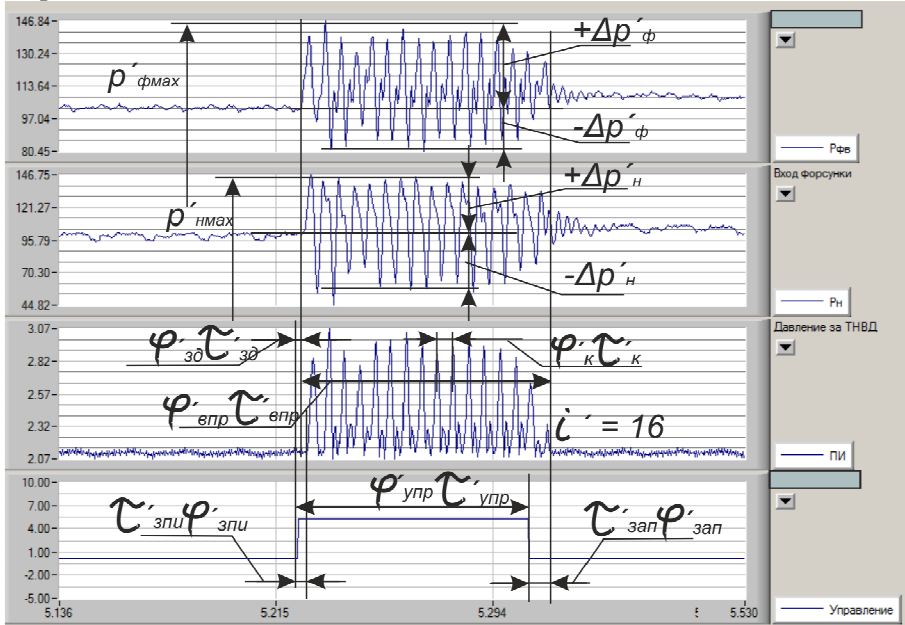 146.84
130.24
113.64
97.04
80.45
p´фмах
+Δp´ф
-Δp´ф
Pфв
146.75
121.27
95.79
70.30
44.82
p´нмах
+Δp´н
-Δp´н
Вход форсунки
Pн
3.07
2.82
2.57
2.32
2.07
φ´зд τ´зд
φ´к τ´к
φ´впр τ´впр
i´ = 16
Давление за ТНВД
ПИ
10.00
7.00
4.00
1.00
-2.00
-5.00
φ´упр τ´упр
τ´зпи φ´зпи
τ´зап φ´зап
5.136
5.215
5.294
5.530
Управление